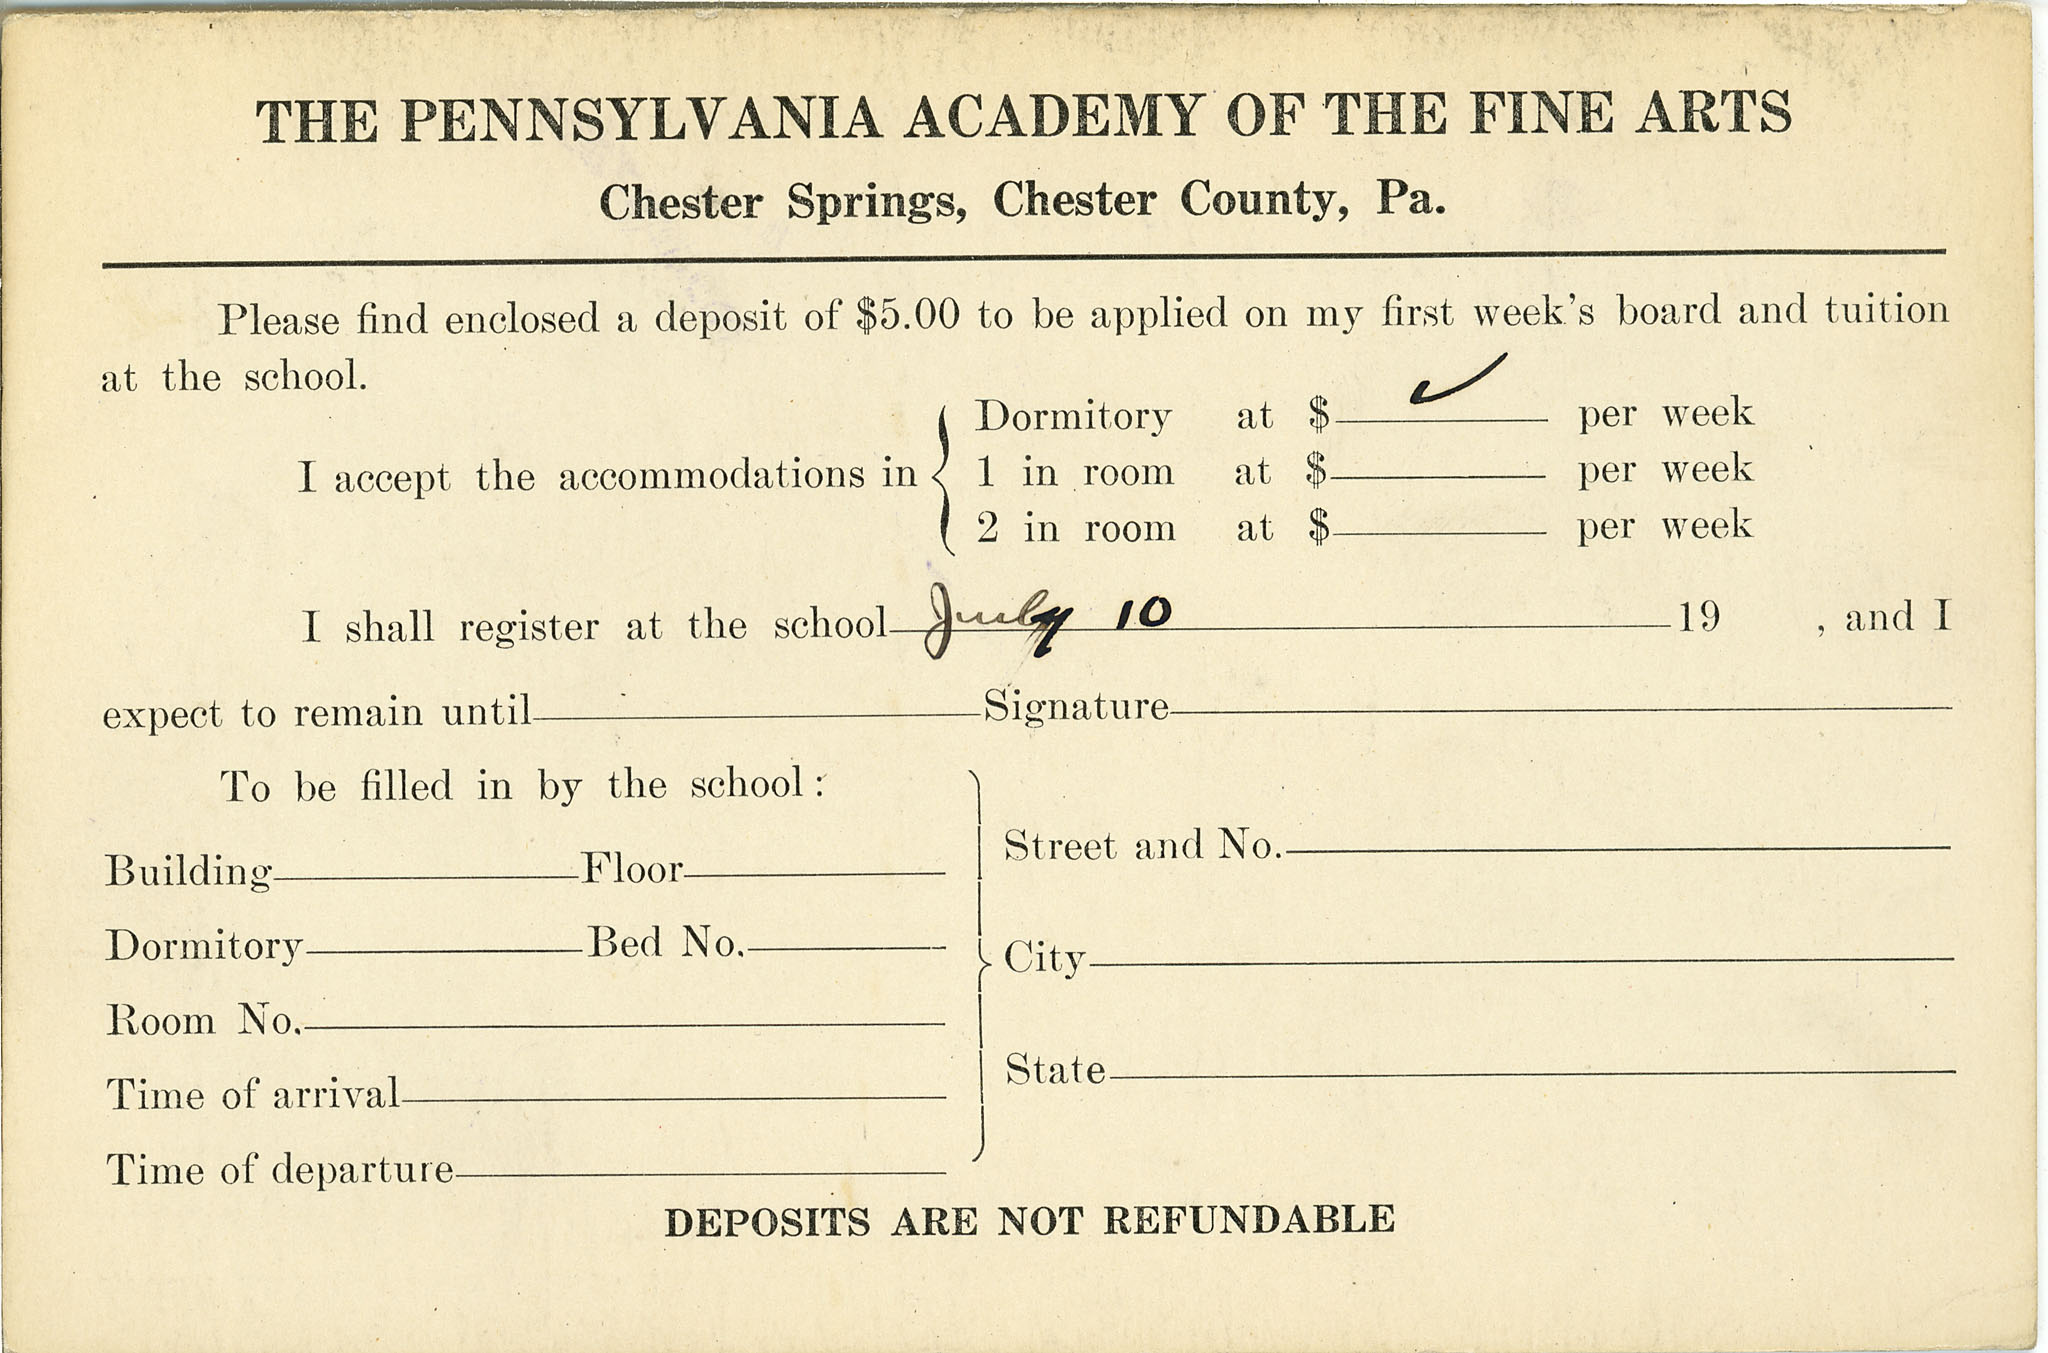 THE PENNSYLVANIA ACADEMY OF THE FINE ARTS
Chester Springs, Chester County, Pa.
Please find enclosed a deposit of $5.00 to be applied on my first week's board and tuition
at the school.
Dormitory at $ ✓ per week
I accept the accommodations in
1 in room at $ per week
2 in room at $ per week
I shall register at the school July 10 19 , and I
expect to remain until Signature
To be filled in by the school:
Street and No.
Building Floor
Dormitory Bed No.
City
Room No.
State
Time of arrival
Time of departure
DEPOSITS ARE NOT REFUNDABLE